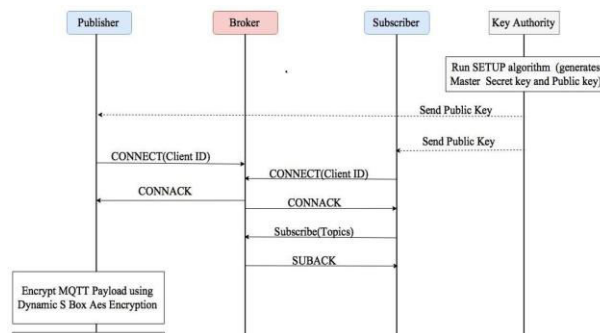 Publisher
Broker
Subscriber
Key Authority
Run SETUP algorithm (generates
Master Secret key and Public key)
Send Public Key
Send Public Key
CONNECT(Client ID)
CONNECT(Client ID)
CONNACK
CONNACK
Subscribe(Topics)
SUBACK
Encrypt MQTT Payload using
Dynamic S Box Aes Encryption